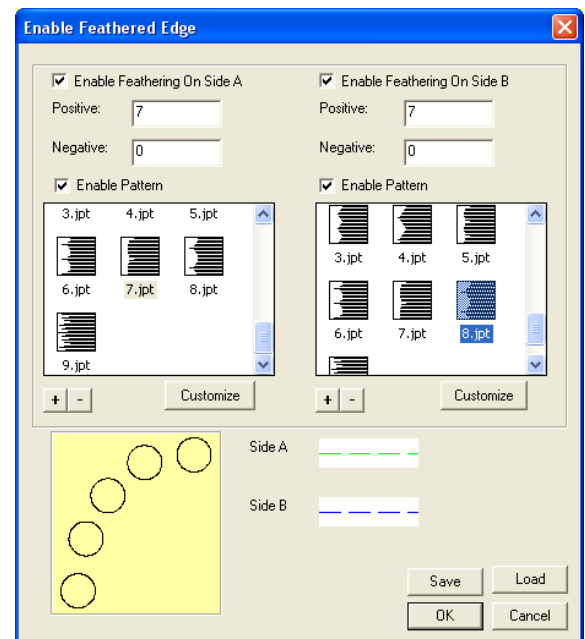 Enable Feathered Edge
Enable Feathering On Side A
Enable Feathering On Side B
Positive: 7
Positive: 7
Negative: 0
Negative: 0
Enable Pattern
Enable Pattern
3.jpt 4.jpt 5.jpt
6.jpt 7.jpt 8.jpt
9.jpt
3.jpt 4.jpt 5.jpt
6.jpt 7.jpt 8.jpt
+ - Customize
+ - Customize
Side A
Side B
Save Load
OK Cancel